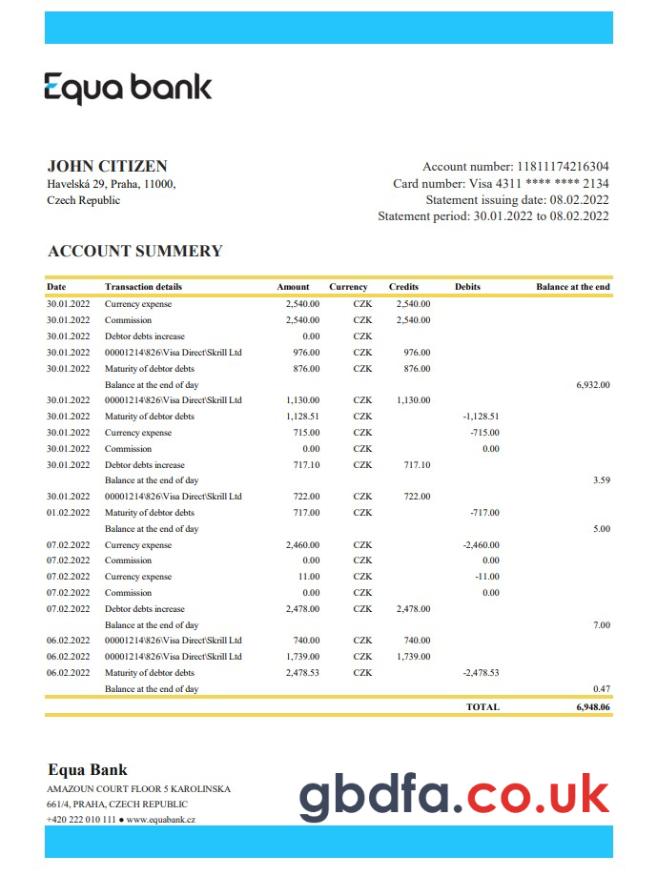 Equa bank
JOHN CITIZEN
Havelská 29, Praha, 11000,
Czech Republic
Account number: 11811174216304
Card number: Visa 4311 **** **** 2134
Statement issuing date: 08.02.2022
Statement period: 30.01.2022 to 08.02.2022
ACCOUNT SUMMERY
Date Transaction details Amount Currency Credits Debits Balance at the end
30.01.2022 Currency expense 2,540.00 CZK 2,540.00
30.01.2022 Commission 2,540.00 CZK 2,540.00
30.01.2022 Debtor debts increase 0.00 CZK
30.01.2022 00001214\826\Visa Direct\Skrill Ltd 976.00 CZK 976.00
30.01.2022 Maturity of debtor debts 876.00 CZK 876.00
Balance at the end of day 6,932.00
30.01.2022 00001214\826\Visa Direct\Skrill Ltd 1,130.00 CZK 1,130.00
30.01.2022 Maturity of debtor debts 1,128.51 CZK -1,128.51
30.01.2022 Currency expense 715.00 CZK -715.00
30.01.2022 Commission 0.00 CZK 0.00
30.01.2022 Debtor debts increase 717.10 CZK 717.10
Balance at the end of day 3.59
30.01.2022 00001214\826\Visa Direct\Skrill Ltd 722.00 CZK 722.00
01.02.2022 Maturity of debtor debts 717.00 CZK -717.00
Balance at the end of day 5.00
07.02.2022 Currency expense 2,460.00 CZK -2,460.00
07.02.2022 Commission 0.00 CZK 0.00
07.02.2022 Currency expense 11.00 CZK -11.00
07.02.2022 Commission 0.00 CZK 0.00
07.02.2022 Debtor debts increase 2,478.00 CZK 2,478.00
Balance at the end of day 7.00
06.02.2022 00001214\826\Visa Direct\Skrill Ltd 740.00 CZK 740.00
06.02.2022 00001214\826\Visa Direct\Skrill Ltd 1,739.00 CZK 1,739.00
06.02.2022 Maturity of debtor debts 2,478.53 CZK -2,478.53
Balance at the end of day 0.47
TOTAL 6,948.06
Equa Bank
AMAZOUN COURT FLOOR 5 KAROLINSKA
661/4, PRAHA, CZECH REPUBLIC
+420 222 010 111 ● www.equabank.cz
gbdfa.co.uk